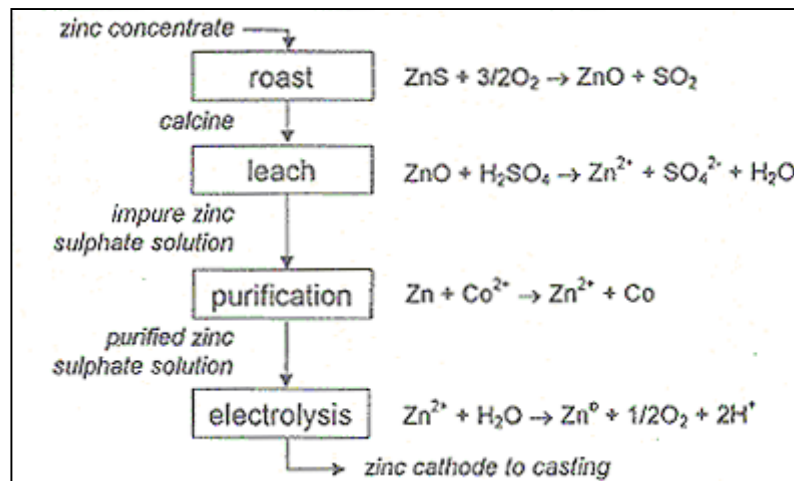 zinc concentrate
roast
ZnS + 3/2O₂ → ZnO + SO₂
calcine
leach
ZnO + H₂SO₄ → Zn²⁺ + SO₄²⁻ + H₂O
impure zinc
sulphate solution
purification
Zn + Co²⁺ → Zn²⁺ + Co
purified zinc
sulphate solution
electrolysis
Zn²⁺ + H₂O → Zn⁰ + 1/2O₂ + 2H⁺
zinc cathode to casting